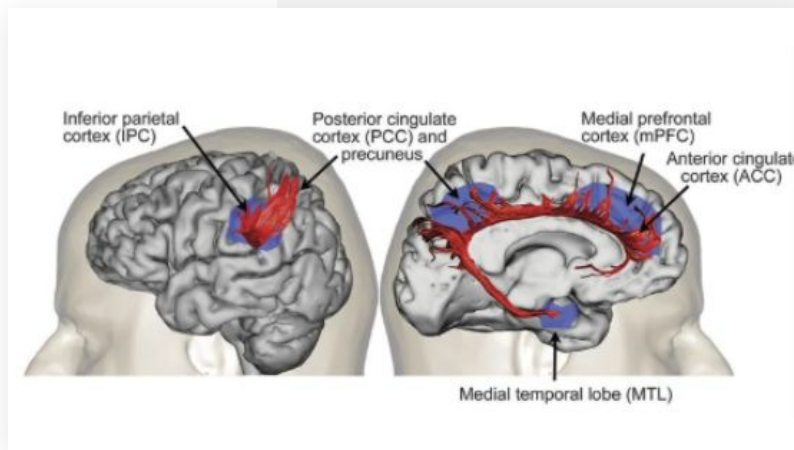 Inferior parietal
cortex (IPC)
Posterior cingulate
cortex (PCC) and
precuneus
Medial prefrontal
cortex (mPFC)
Anterior cingulate
cortex (ACC)
Medial temporal lobe (MTL)